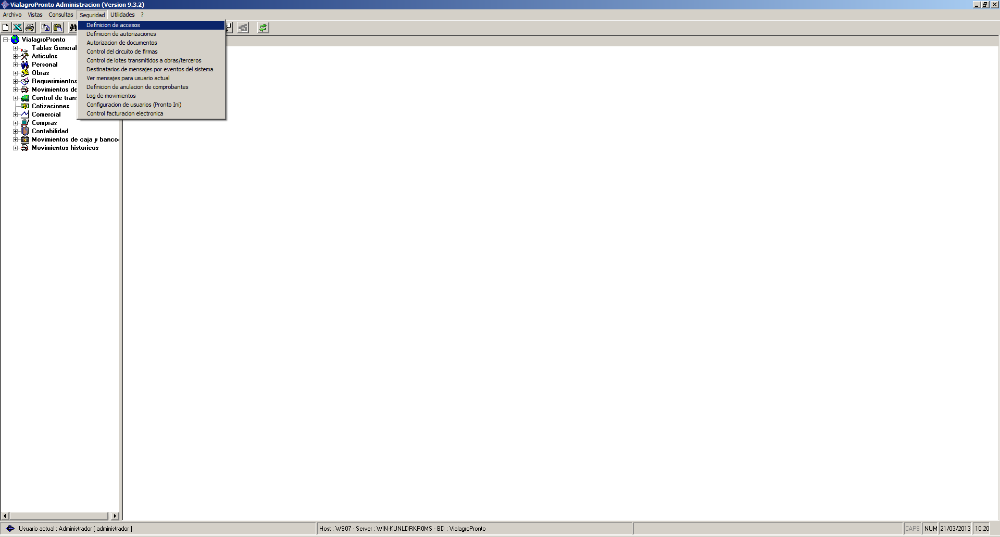 VialagroPronto Administracion (Version 9.3.2)
Archivo Vistas Consultas Seguridad Utilidades ?
Definicion de accesos
Definicion de autorizaciones
Autorizacion de documentos
Control del circuito de firmas
Control de lotes transmitidos a obras/terceros
Destinatarios de mensajes por eventos del sistema
Ver mensajes para usuario actual
Definicion de anulacion de comprobantes
Log de movimientos
Configuracion de usuarios (Pronto Ini)
Control facturacion electronica
VialagroPronto
Tablas General
Articulos
Personal
Obras
Requerimientos
Movimientos de
Control de tran
Cotizaciones
Comercial
Compras
Contabilidad
Movimientos de caja y bancos
Movimientos historicos
Usuario actual : Administrador [ administrador ]
Host : WS07 - Server : WIN-KUNLDRKR0MS - BD : VialagroPronto
CAPS NUM 21/03/2013 10:20